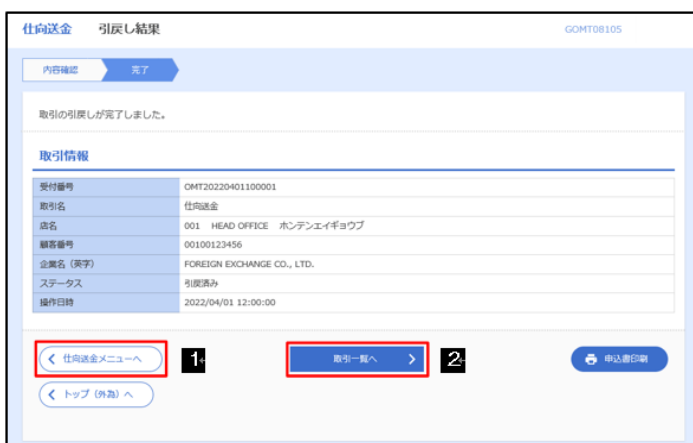 仕向送金 引戻し結果 GOMT08105
内容確認 完了
取引の引戻しが完了しました。
取引情報
受付番号 OMT20220401100001
取引名 仕向送金
店名 001 HEAD OFFICE ホンテンエイギョウブ
顧客番号 00100123456
企業名（英字） FOREIGN EXCHANGE CO., LTD.
ステータス 引戻済み
操作日時 2022/04/01 12:00:00
仕向送金メニューへ 1 取引一覧へ 2 申込書印刷
トップ（外為）へ